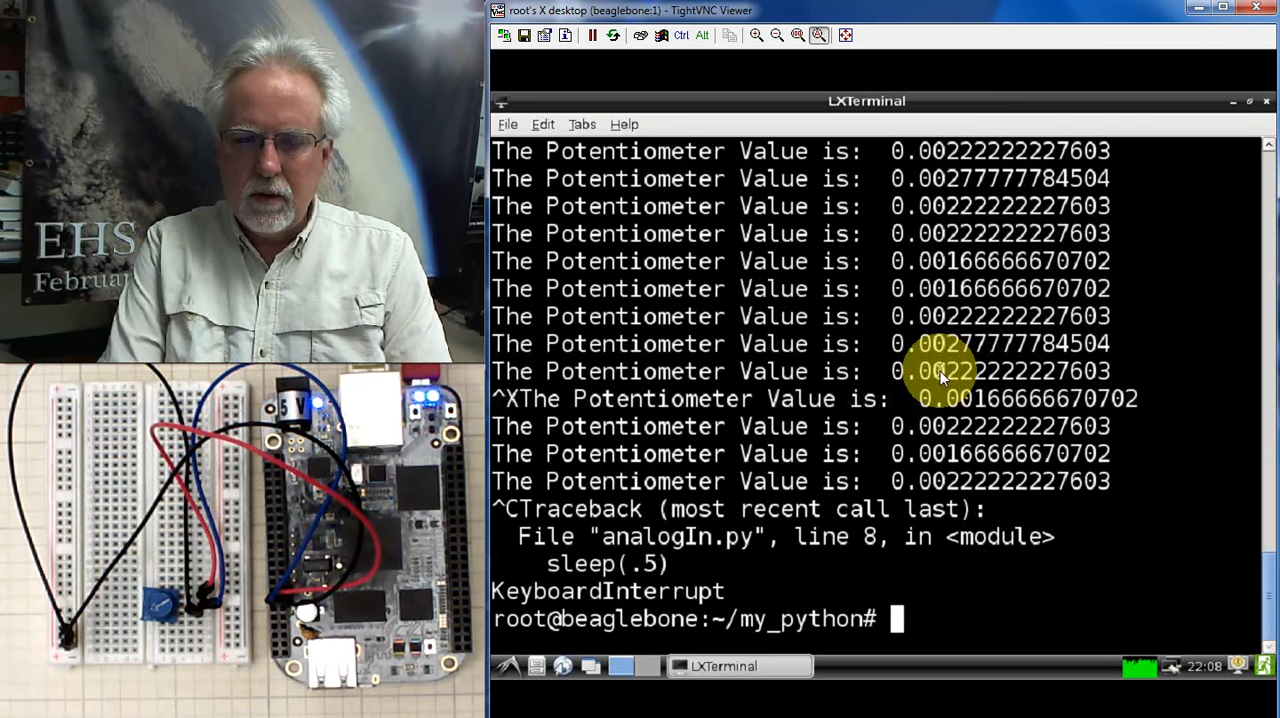 root's X desktop (beaglebone:1) - TightVNC Viewer
Ctrl Alt
LXTerminal
File Edit Tabs Help
The Potentiometer Value is:  0.00222222227603
The Potentiometer Value is:  0.00277777784504
The Potentiometer Value is:  0.00222222227603
The Potentiometer Value is:  0.00222222227603
The Potentiometer Value is:  0.00166666670702
The Potentiometer Value is:  0.00166666670702
The Potentiometer Value is:  0.00222222227603
The Potentiometer Value is:  0.00277777784504
The Potentiometer Value is:  0.00222222227603
^XThe Potentiometer Value is:  0.00166666670702
The Potentiometer Value is:  0.00222222227603
The Potentiometer Value is:  0.00166666670702
The Potentiometer Value is:  0.00222222227603
^CTraceback (most recent call last):
  File "analogIn.py", line 8, in <module>
    sleep(.5)
KeyboardInterrupt
root@beaglebone:~/my_python#
LXTerminal
22:08
EHS
Februar
5 V